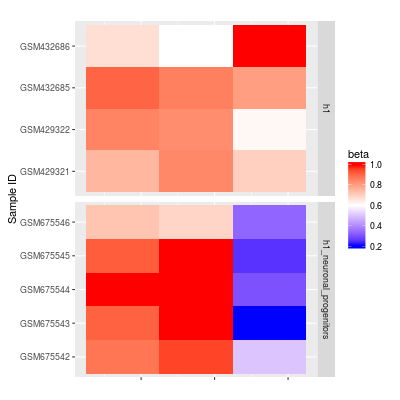 Sample ID
GSM432686
GSM432685
GSM429322
GSM429321
h1
GSM675546
GSM675545
GSM675544
GSM675543
GSM675542
h1_neuronal_progenitors
beta
1.0
0.8
0.6
0.4
0.2